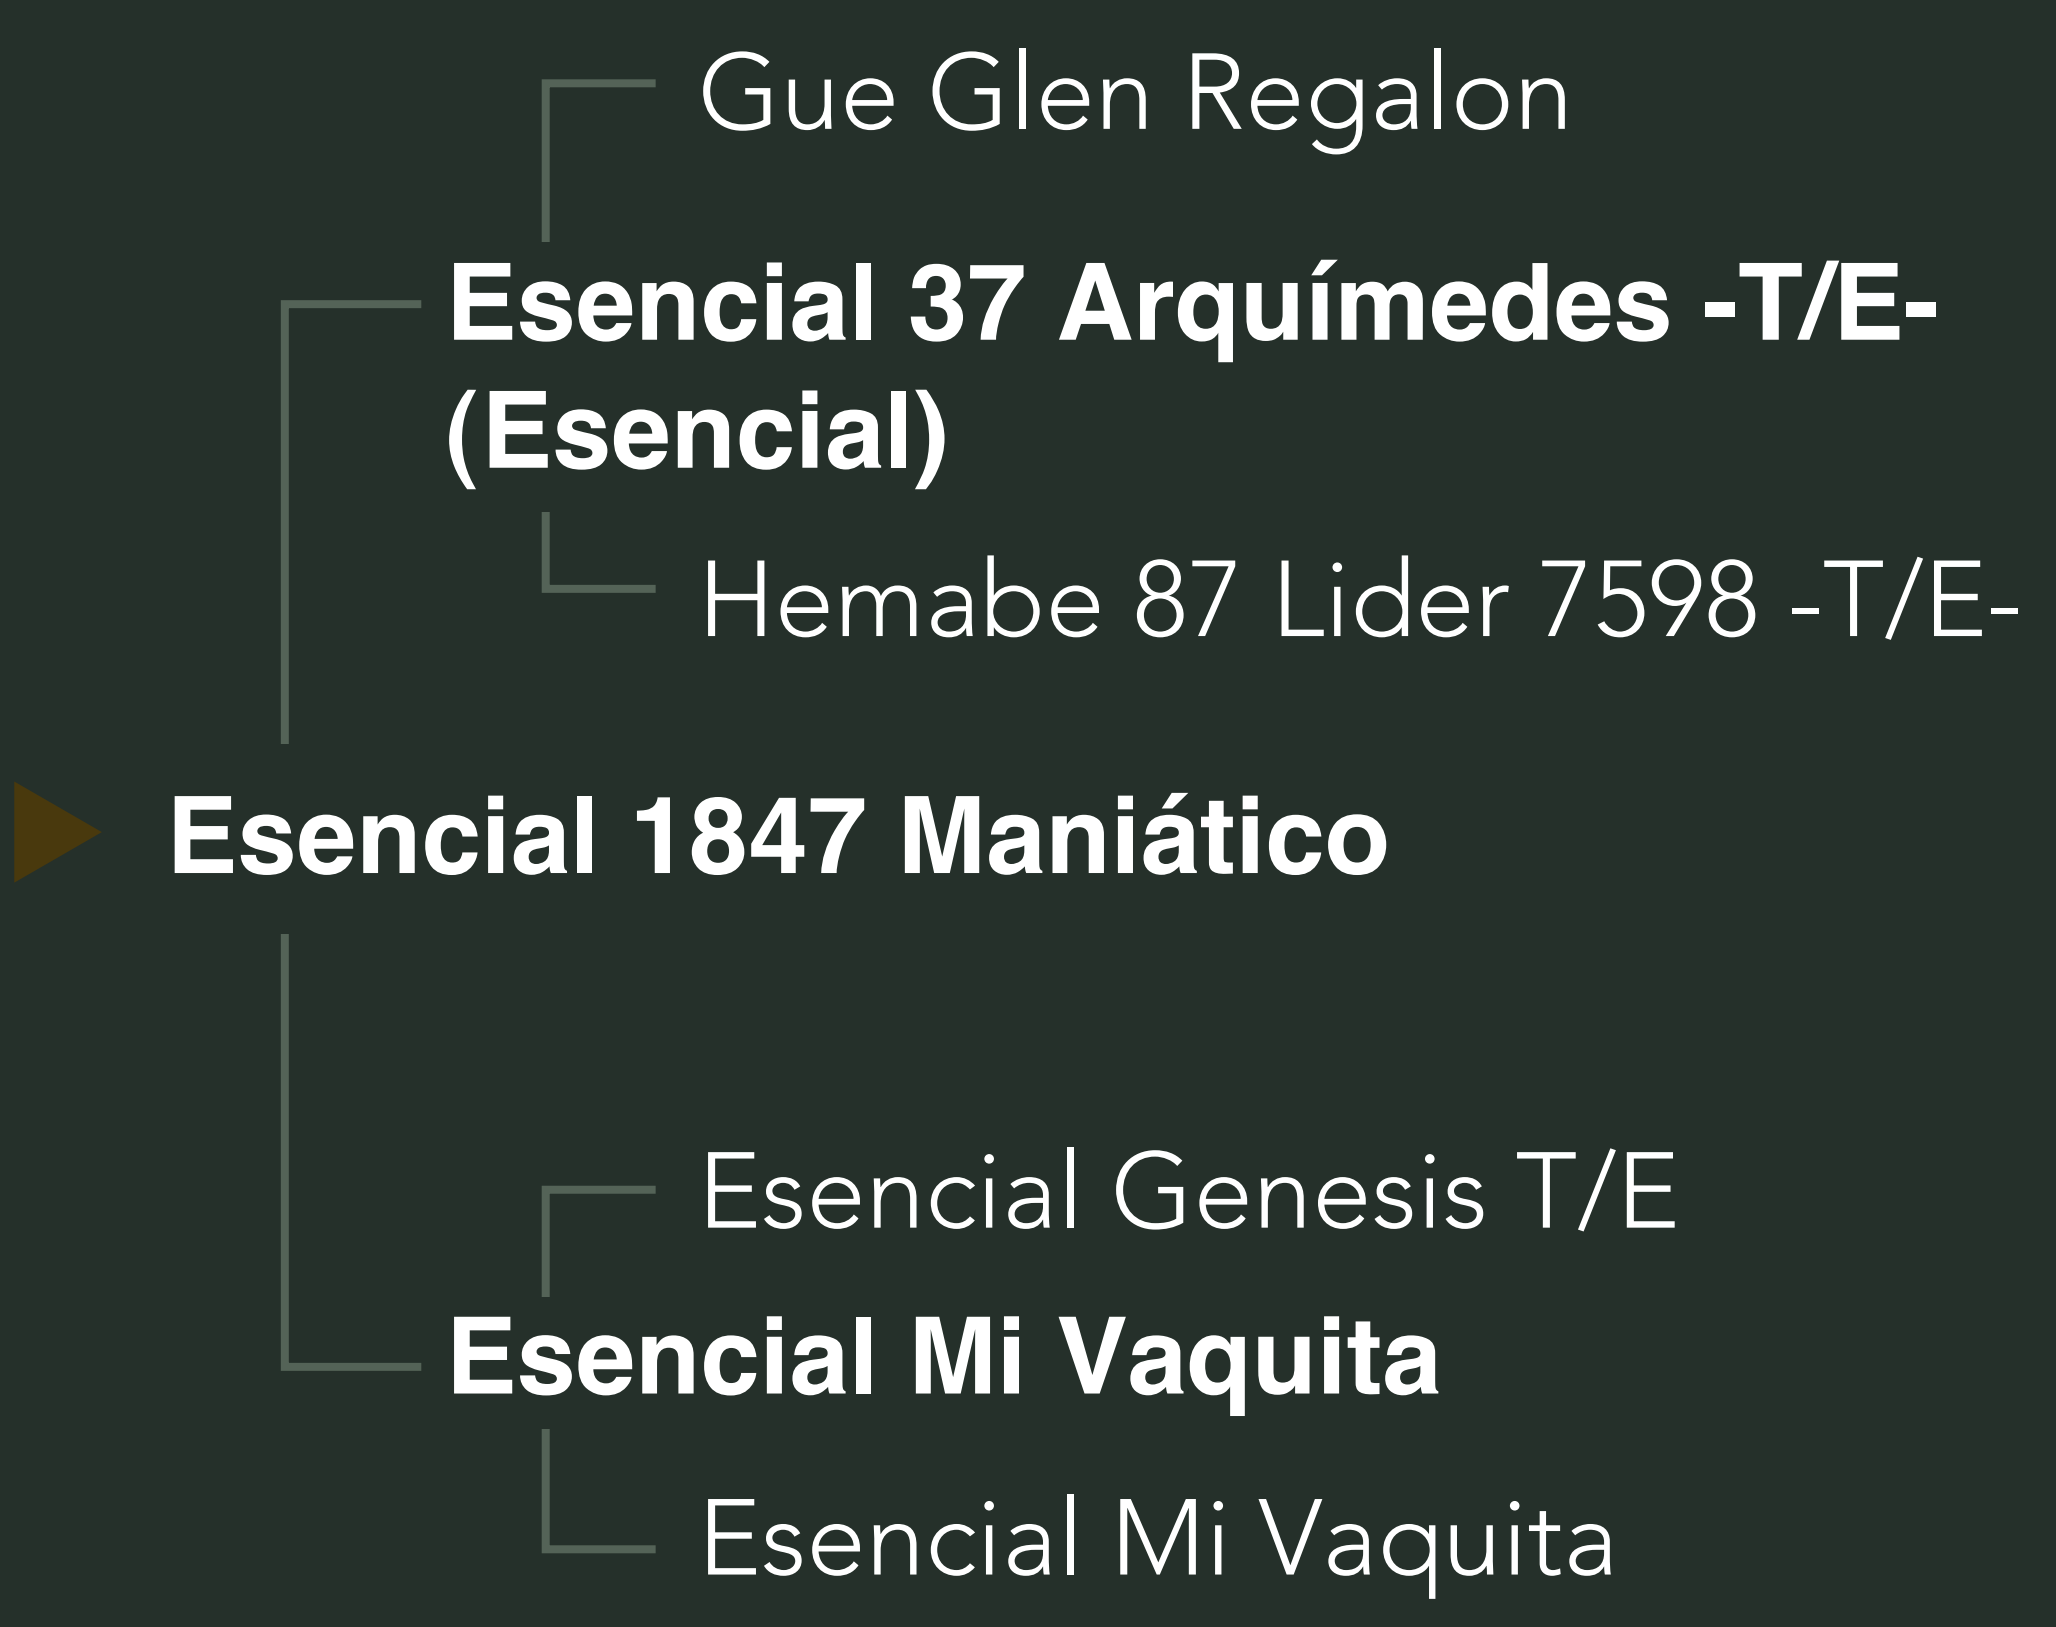 Gue Glen Regalon
Esencial 37 Arquímedes -T/E-
(Esencial)
Hemabe 87 Lider 7598 -T/E-
Esencial 1847 Maniático
Esencial Genesis T/E
Esencial Mi Vaquita
Esencial Mi Vaquita